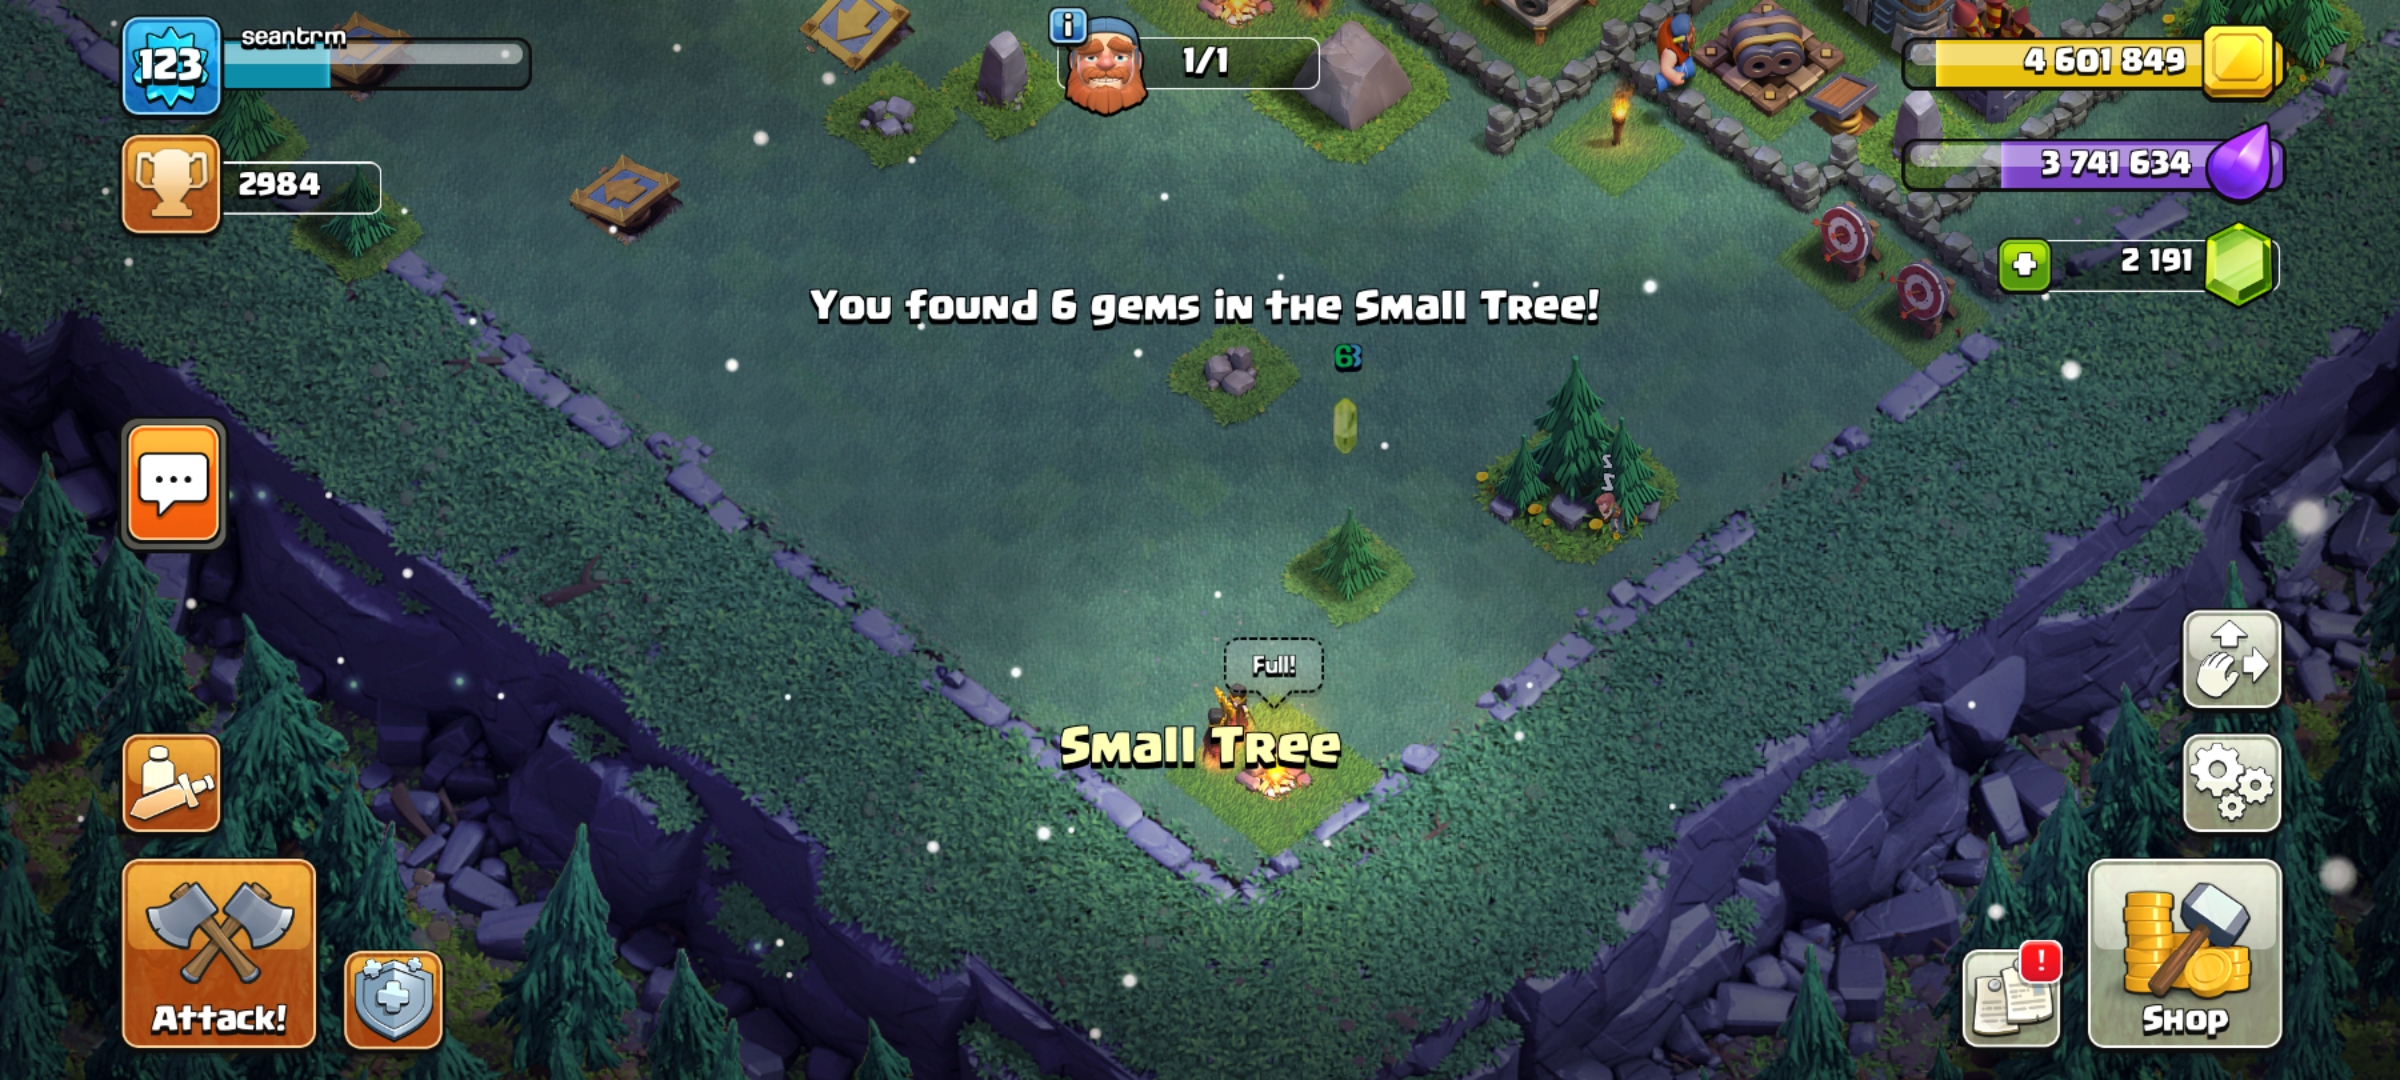 123
seantrm
1/1
4 601 849
2984
3 741 634
2 191
You found 6 gems in the Small Tree!
Full!
Small Tree
Attack!
Shop